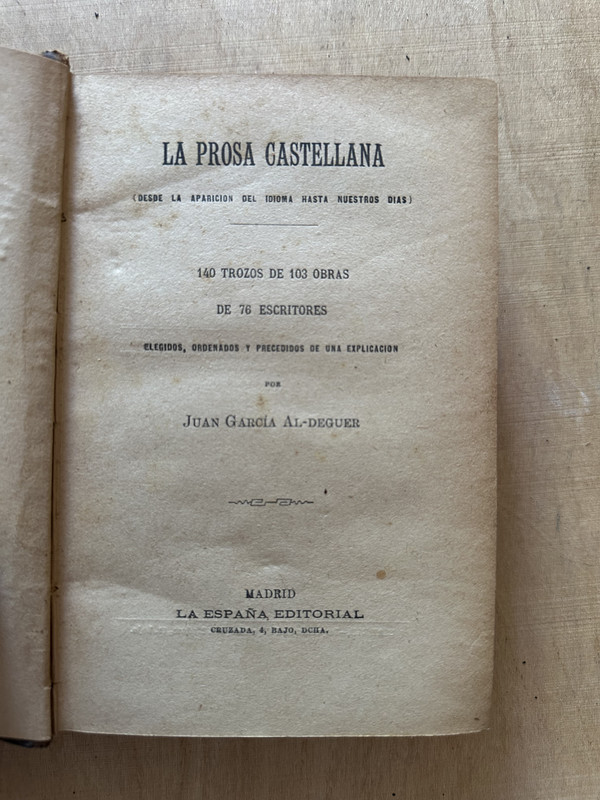 LA PROSA CASTELLANA
(DESDE LA APARICION DEL IDIOMA HASTA NUESTROS DIAS)
140 TROZOS DE 103 OBRAS
DE 76 ESCRITORES
ELEGIDOS, ORDENADOS Y PRECEDIDOS DE UNA EXPLICACION
POR
JUAN GARCÍA AL-DEGUER
MADRID
LA ESPAÑA EDITORIAL
CRUZADA, 4, BAJO, DCHA.